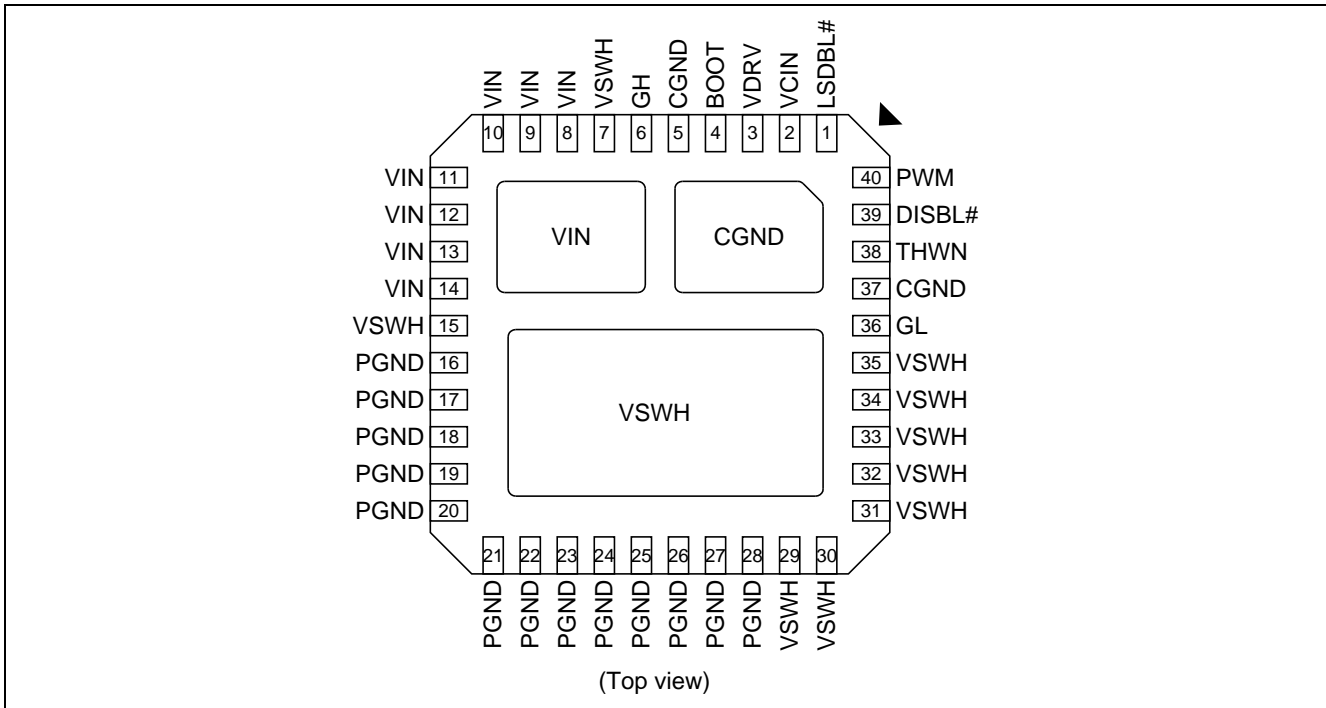 VIN VIN VIN VSWH GH CGND BOOT VDRV VCIN LSDBL#
10 9 8 7 6 5 4 3 2 1
VIN 11 40 PWM
VIN 12 39 DISBL#
VIN 13 38 THWN
VIN 14 37 CGND
VSWH 15 36 GL
PGND 16 35 VSWH
PGND 17 34 VSWH
PGND 18 33 VSWH
PGND 19 32 VSWH
PGND 20 31 VSWH
VIN CGND
VSWH
21 22 23 24 25 26 27 28 29 30
PGND PGND PGND PGND PGND PGND PGND PGND VSWH VSWH
(Top view)